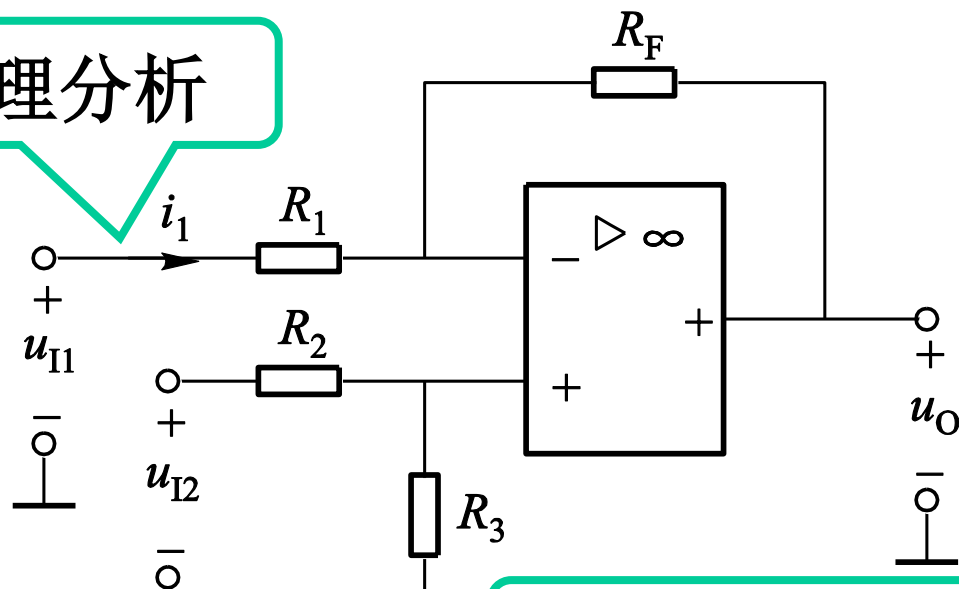 理分析
R_F
i_1
R_1
▷ ∞
−
+
u_I1
−
R_2
+
+
+
u_O
−
+
u_I2
−
R_3